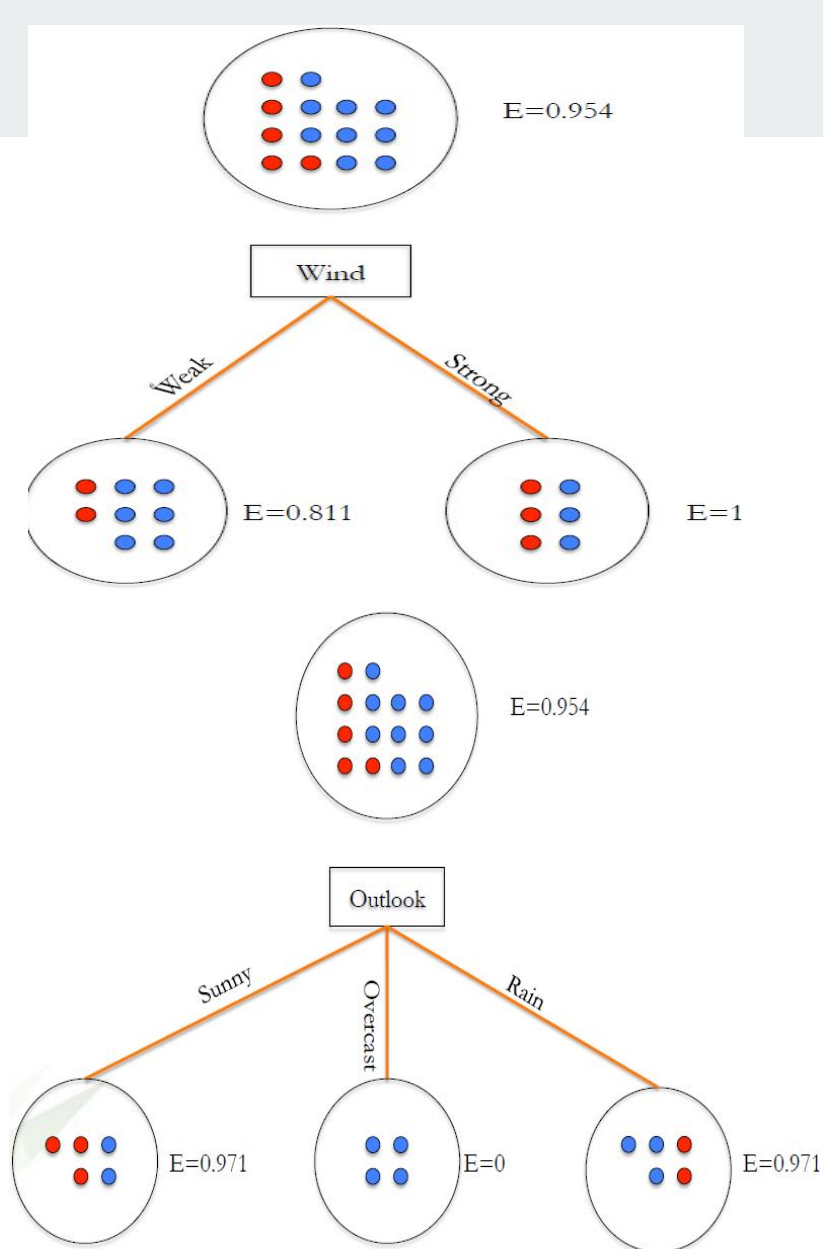 E=0.954
Wind
Weak
Strong
E=0.811
E=1
E=0.954
Outlook
Sunny
Overcast
Rain
E=0.971
E=0
E=0.971